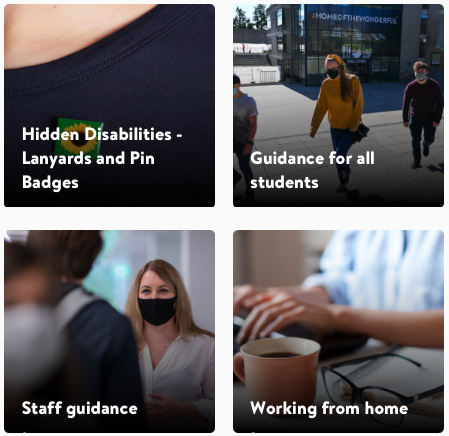 Hidden Disabilities -
Lanyards and Pin
Badges
#HOMEOFTHEWONDERFUL
Guidance for all
students
Staff guidance
Working from home